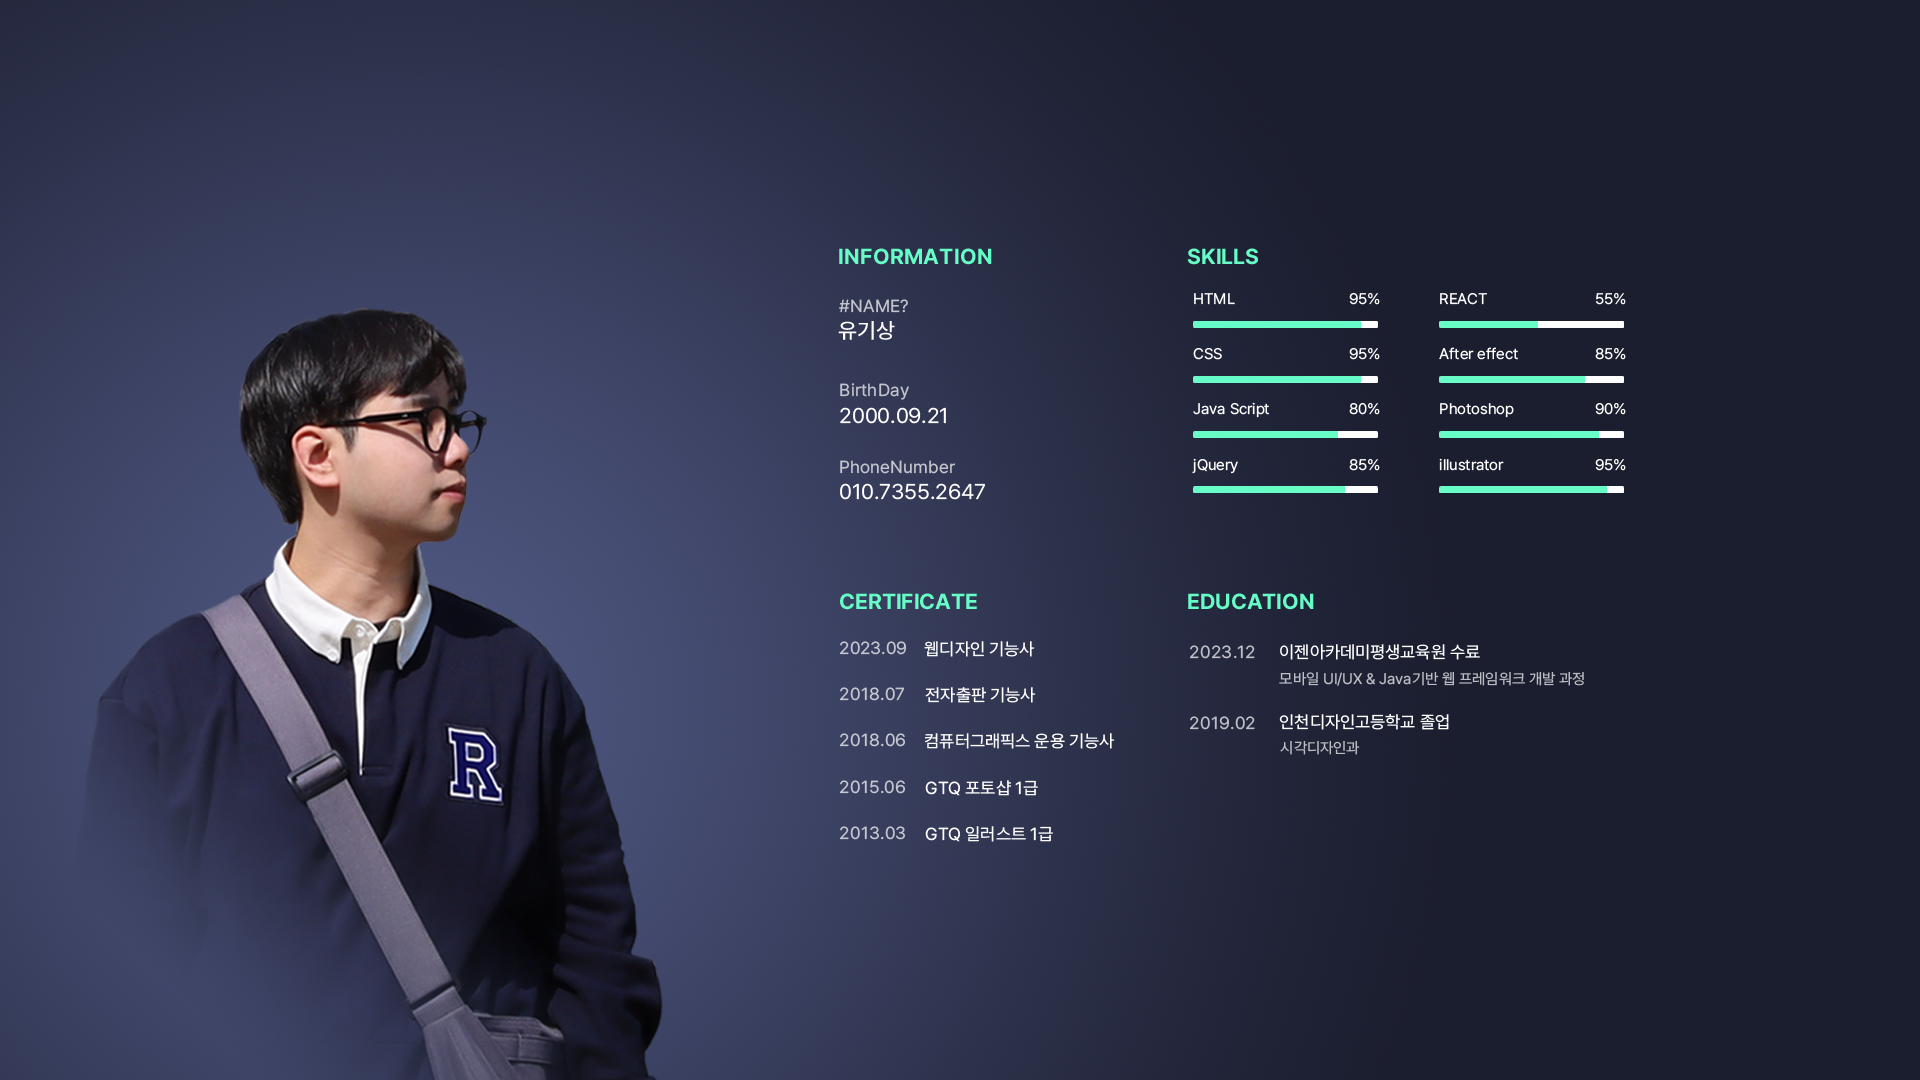 INFORMATION
#NAME?
유기상
BirthDay
2000.09.21
PhoneNumber
010.7355.2647
SKILLS
HTML 95%
CSS 95%
Java Script 80%
jQuery 85%
REACT 55%
After effect 85%
Photoshop 90%
illustrator 95%
CERTIFICATE
2023.09 웹디자인 기능사
2018.07 전자출판 기능사
2018.06 컴퓨터그래픽스 운용 기능사
2015.06 GTQ 포토샵 1급
2013.03 GTQ 일러스트 1급
EDUCATION
2023.12 이젠아카데미평생교육원 수료
모바일 UI/UX & Java기반 웹 프레임워크 개발 과정
2019.02 인천디자인고등학교 졸업
시각디자인과
R